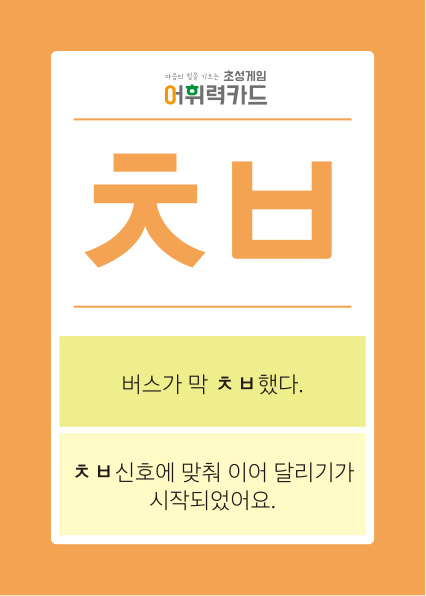 마음의 힘을 기르는 초성게임
어휘력카드
ㅊㅂ
버스가 막 ㅊㅂ했다.
ㅊㅂ신호에 맞춰 이어 달리기가
시작되었어요.